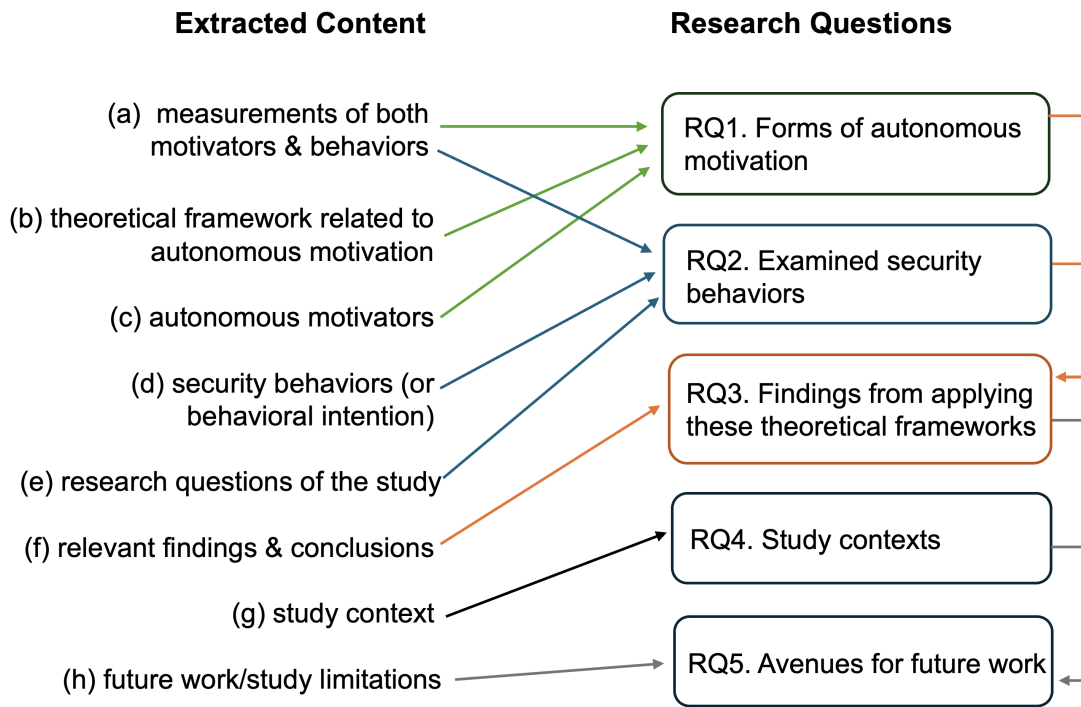 Extracted Content
Research Questions
(a) measurements of both
motivators & behaviors
(b) theoretical framework related to
autonomous motivation
(c) autonomous motivators
(d) security behaviors (or
behavioral intention)
(e) research questions of the study
(f) relevant findings & conclusions
(g) study context
(h) future work/study limitations
RQ1. Forms of autonomous
motivation
RQ2. Examined security
behaviors
RQ3. Findings from applying
these theoretical frameworks
RQ4. Study contexts
RQ5. Avenues for future work